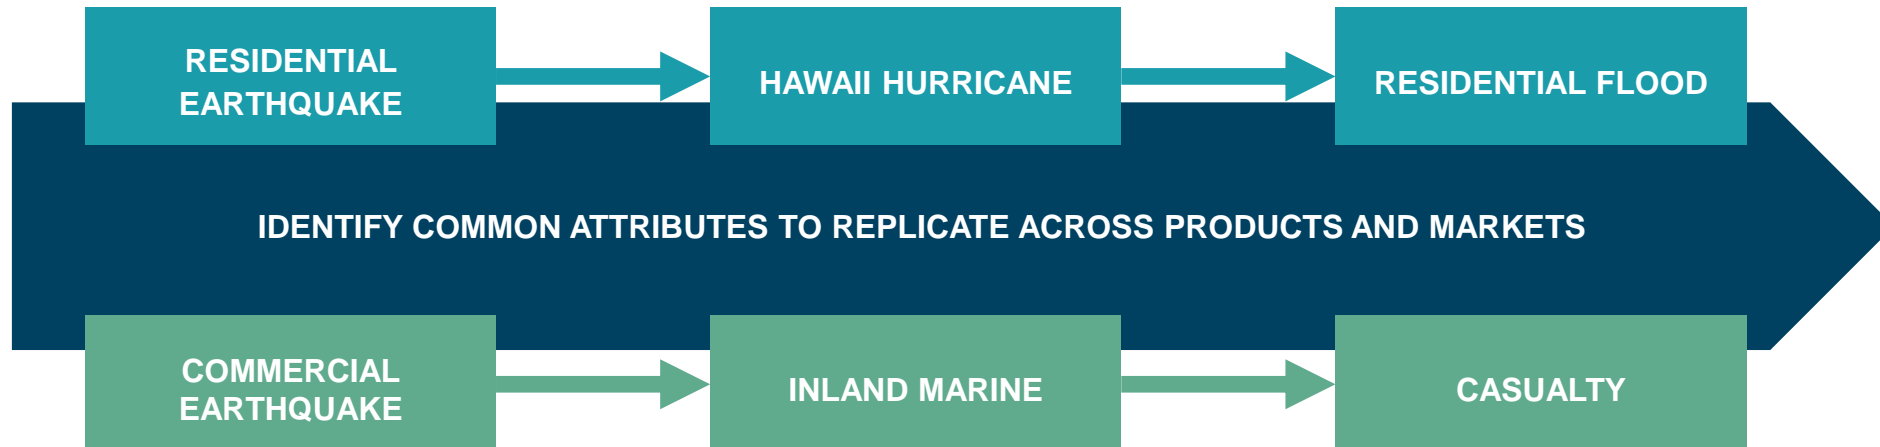 RESIDENTIAL
EARTHQUAKE
HAWAII HURRICANE
RESIDENTIAL FLOOD
IDENTIFY COMMON ATTRIBUTES TO REPLICATE ACROSS PRODUCTS AND MARKETS
COMMERCIAL
EARTHQUAKE
INLAND MARINE
CASUALTY